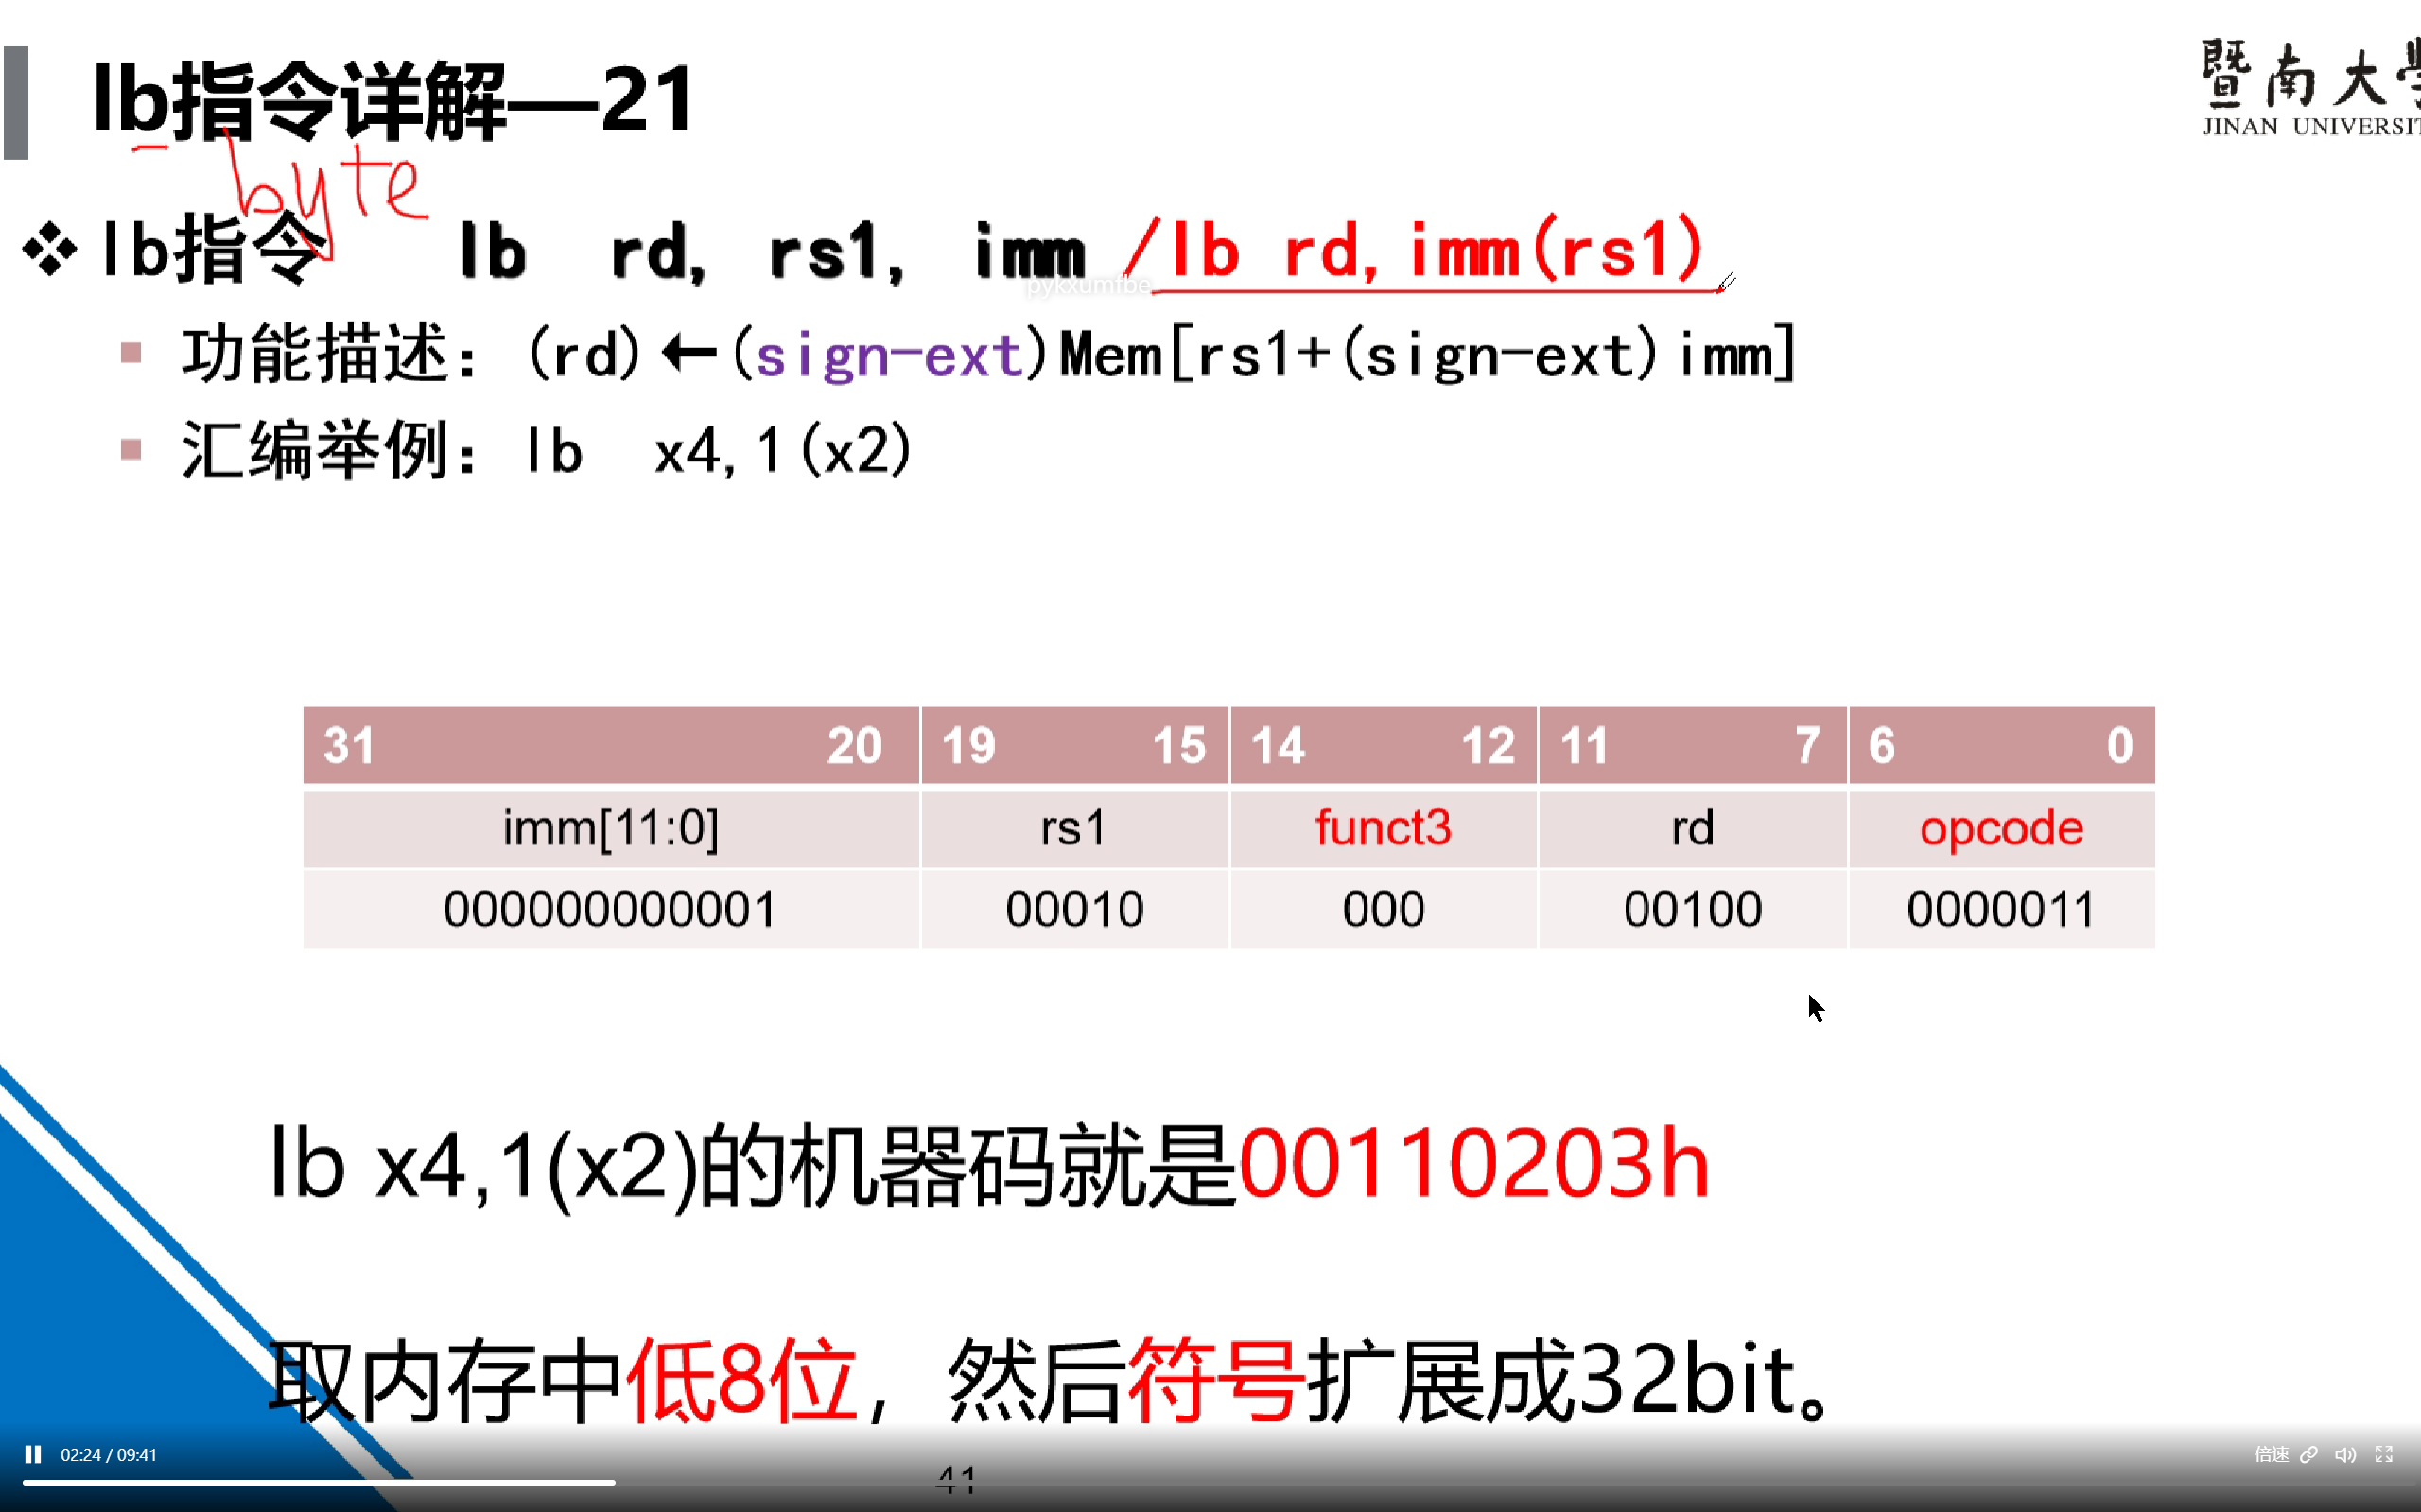 lb指令详解—21
暨南大學
JINAN UNIVERSIT
byte
❖ lb指令 lb rd, rs1, imm /lb rd,imm(rs1)
pykxumfbe
▪ 功能描述：(rd)←(sign-ext)Mem[rs1+(sign-ext)imm]
▪ 汇编举例：lb x4,1(x2)
31 20 19 15 14 12 11 7 6 0
imm[11:0] rs1 funct3 rd opcode
000000000001 00010 000 00100 0000011
lb x4,1(x2)的机器码就是00110203h
取内存中低8位，然后符号扩展成32bit。
02:24 / 09:41
倍速
41